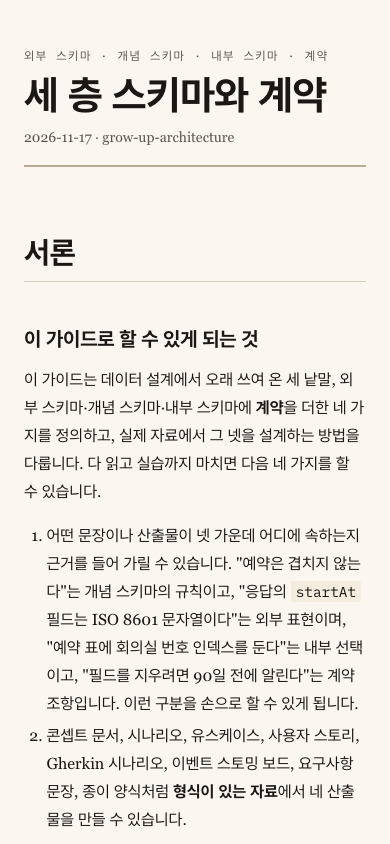 외부 스키마 · 개념 스키마 · 내부 스키마 · 계약
세 층 스키마와 계약
2026-11-17 · grow-up-architecture
서론
이 가이드로 할 수 있게 되는 것
이 가이드는 데이터 설계에서 오래 쓰여 온 세 낱말, 외
부 스키마·개념 스키마·내부 스키마에 계약을 더한 네 가
지를 정의하고, 실제 자료에서 그 넷을 설계하는 방법을
다룹니다. 다 읽고 실습까지 마치면 다음 네 가지를 할
수 있습니다.
1. 어떤 문장이나 산출물이 넷 가운데 어디에 속하는지
근거를 들어 가릴 수 있습니다. "예약은 겹치지 않는
다"는 개념 스키마의 규칙이고, "응답의 startAt
필드는 ISO 8601 문자열이다"는 외부 표현이며,
"예약 표에 회의실 번호 인덱스를 둔다"는 내부 선택
이고, "필드를 지우려면 90일 전에 알린다"는 계약
조항입니다. 이런 구분을 손으로 할 수 있게 됩니다.
2. 콘셉트 문서, 시나리오, 유스케이스, 사용자 스토리,
Gherkin 시나리오, 이벤트 스토밍 보드, 요구사항
문장, 종이 양식처럼 형식이 있는 자료에서 네 산출
물을 만들 수 있습니다.